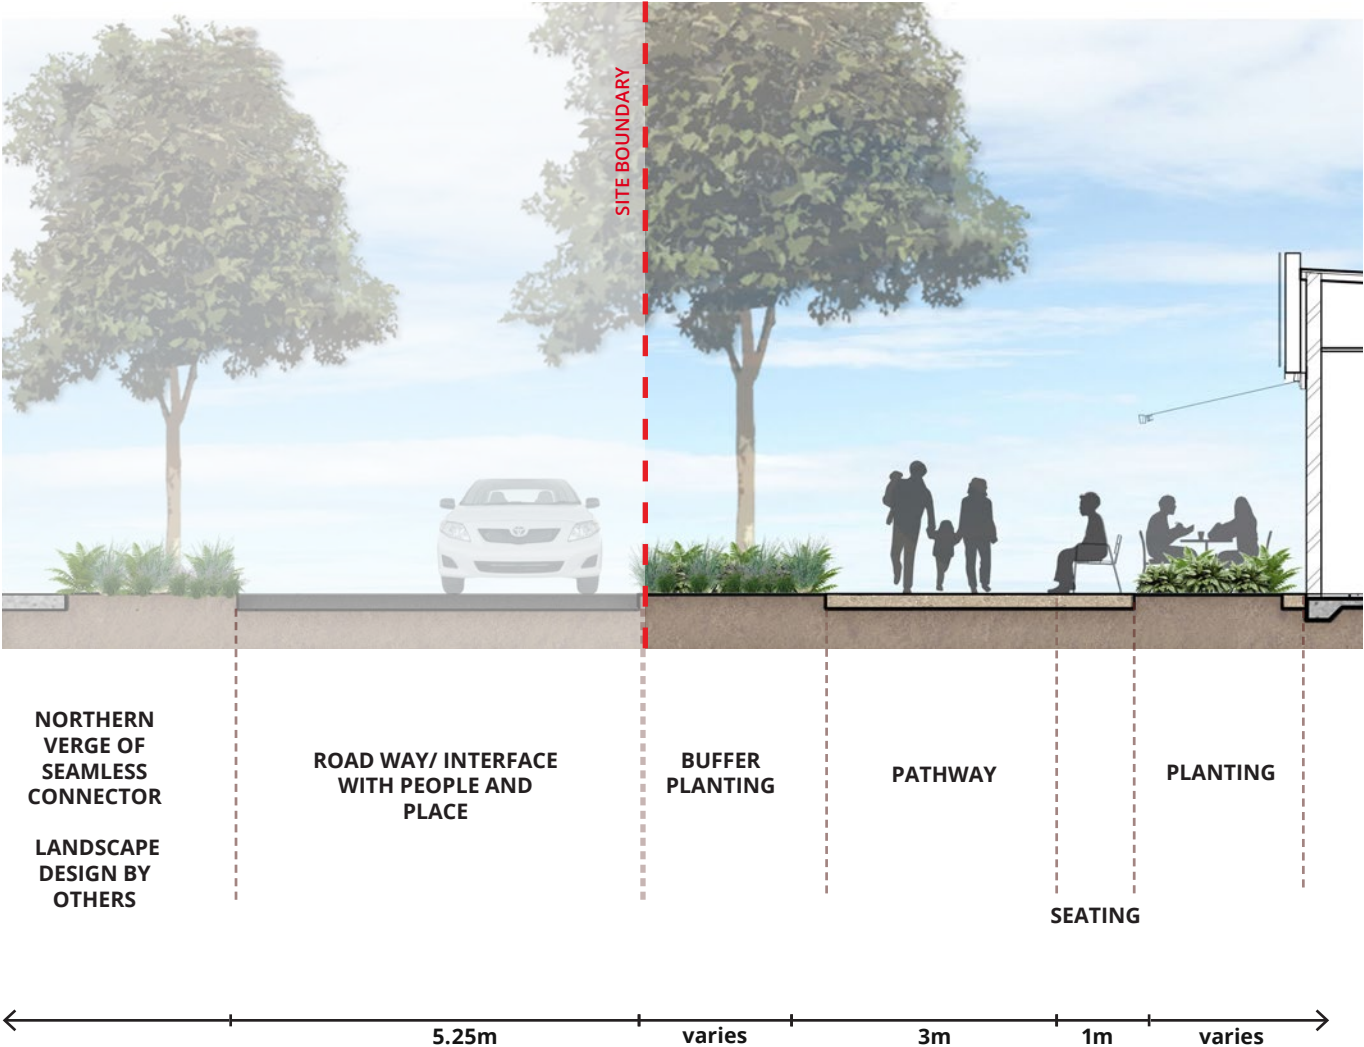 SITE BOUNDARY
NORTHERN
VERGE OF
SEAMLESS
CONNECTOR
LANDSCAPE
DESIGN BY
OTHERS
ROAD WAY/ INTERFACE
WITH PEOPLE AND
PLACE
BUFFER
PLANTING
PATHWAY
SEATING
PLANTING
5.25m
varies
3m
1m
varies